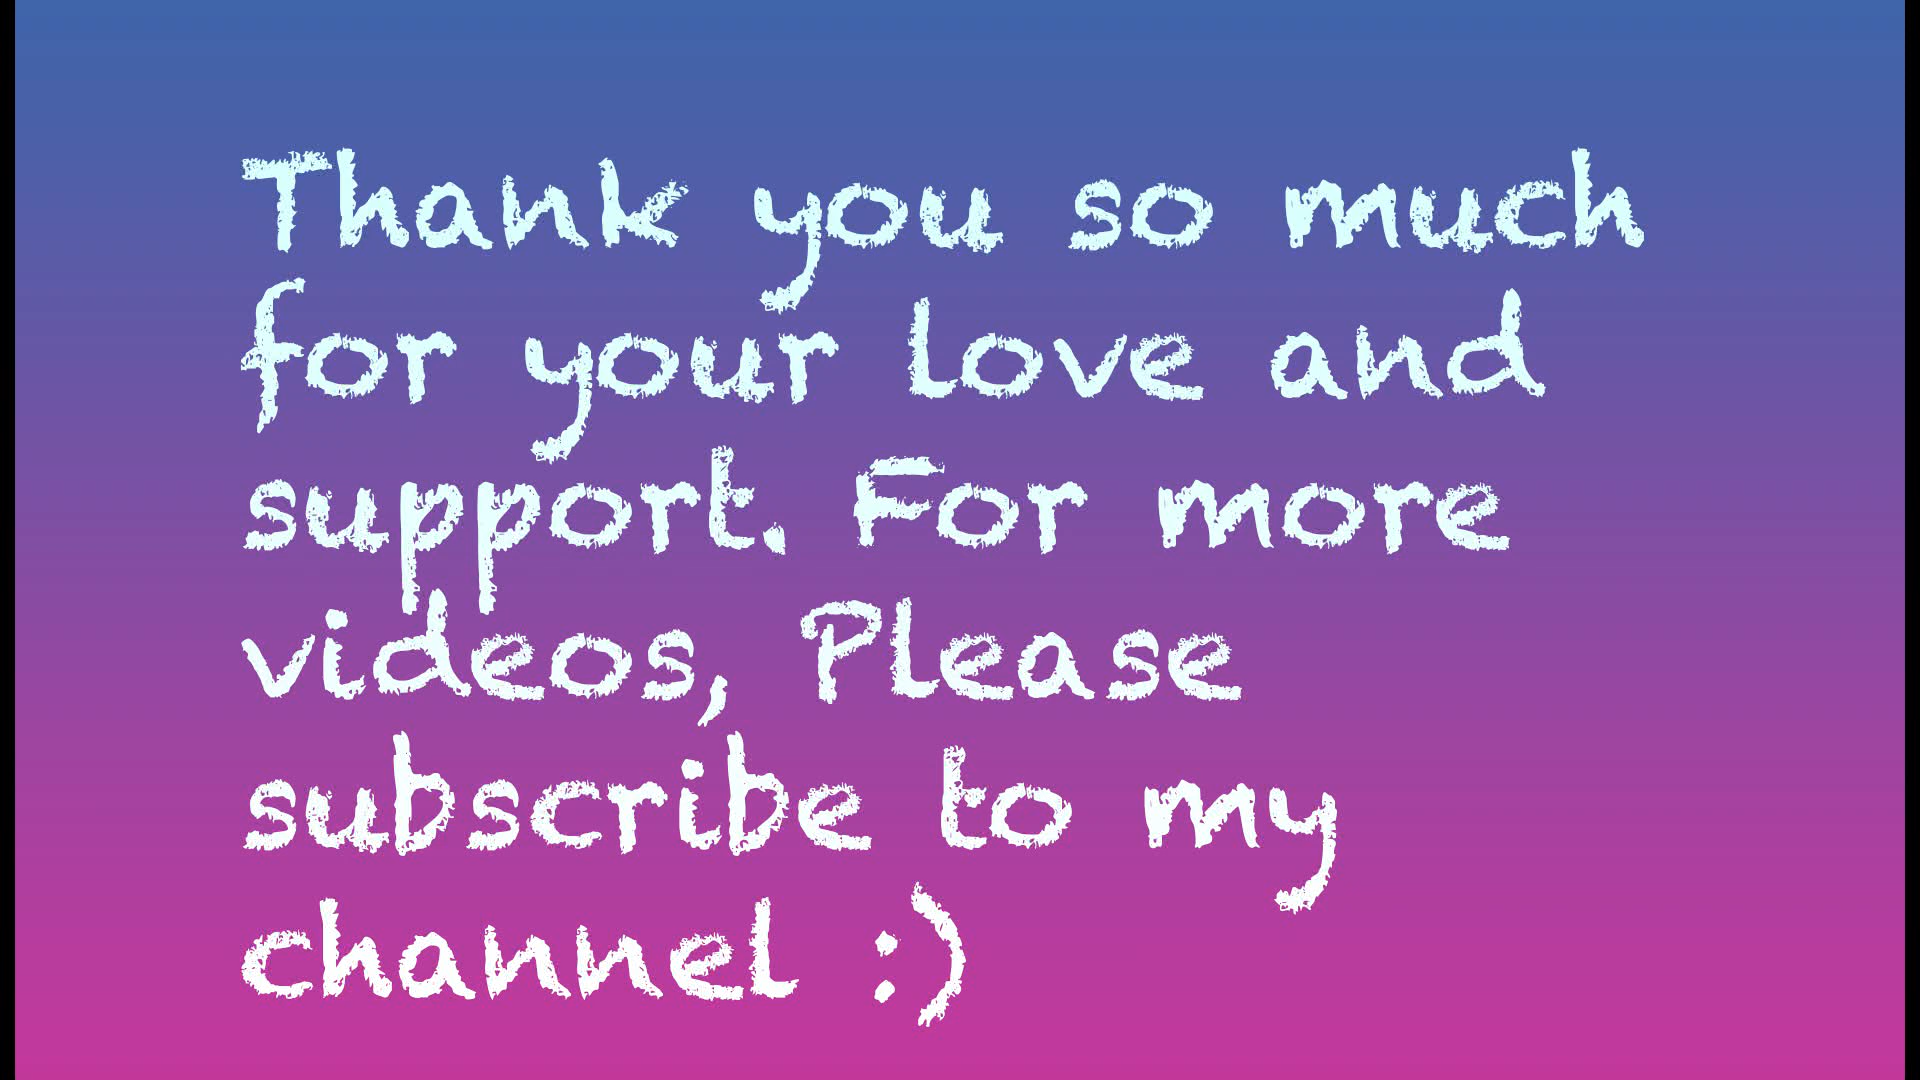 Thank you so much
for your love and
support. For more
videos, Please
subscribe to my
channel :)